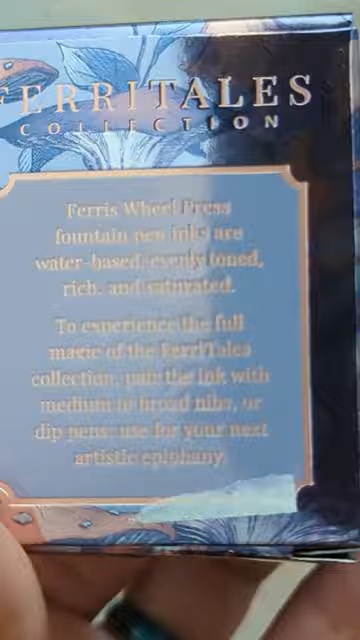 FERRITALES
COLLECTION
Ferris Wheel Press
fountain pen inks are
water-based, evenly toned,
rich, and saturated.
To experience the full
magic of the FerriTales
collection, pair the ink with
medium to broad nibs, or
dip pens: use for your next
artistic epiphany.